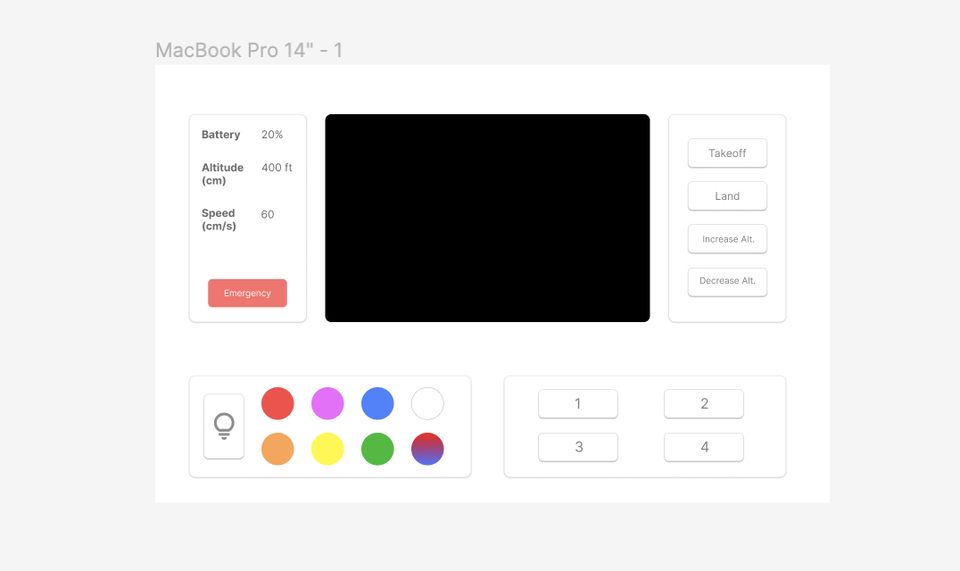 MacBook Pro 14" - 1
Battery 20%
Altitude 400 ft
(cm)
Speed 60
(cm/s)
Emergency
Takeoff
Land
Increase Alt.
Decrease Alt.
1 2
3 4